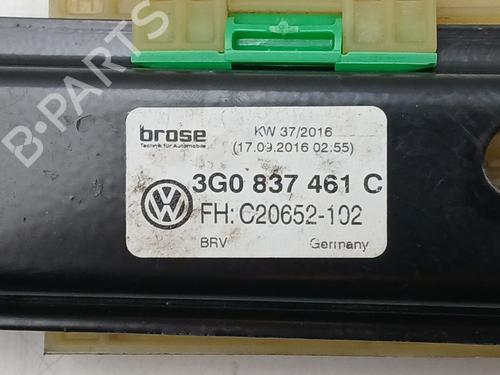 B-PARTS
brose
Technik für Automobile
KW 37/2016
(17.09.2016 02:55)
3G0 837 461 C
FH: C20652-102
BRV
Germany